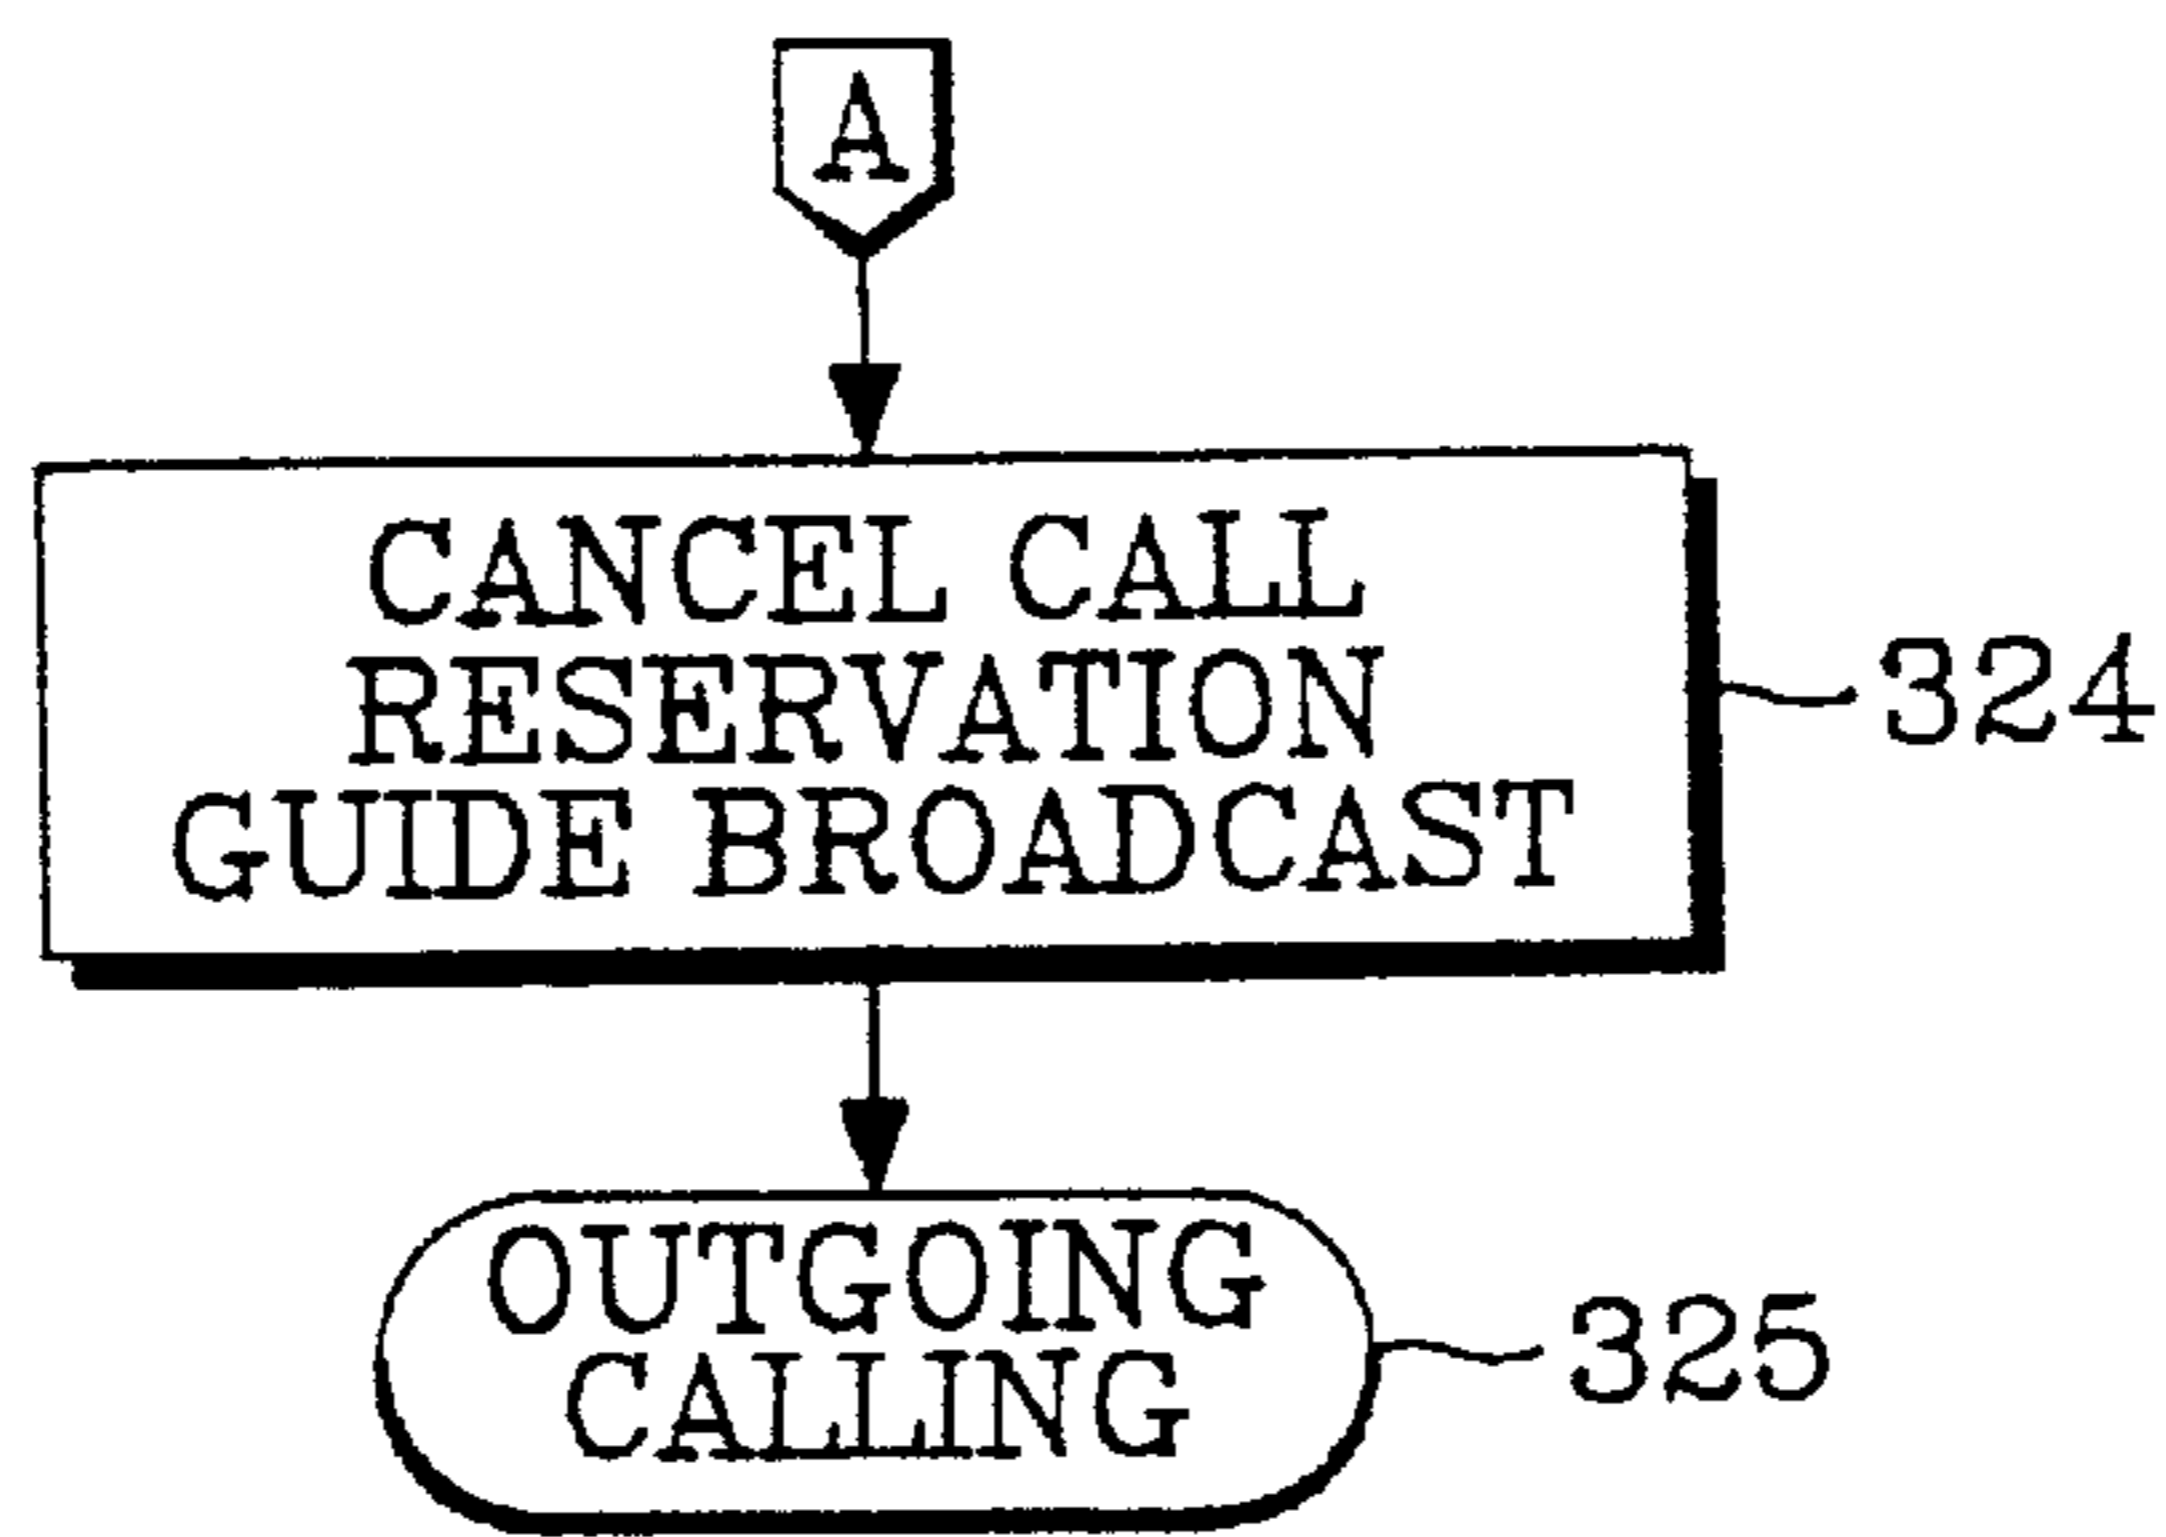 A
CANCEL CALL
RESERVATION
GUIDE BROADCAST
324
OUTGOING
CALLING
325